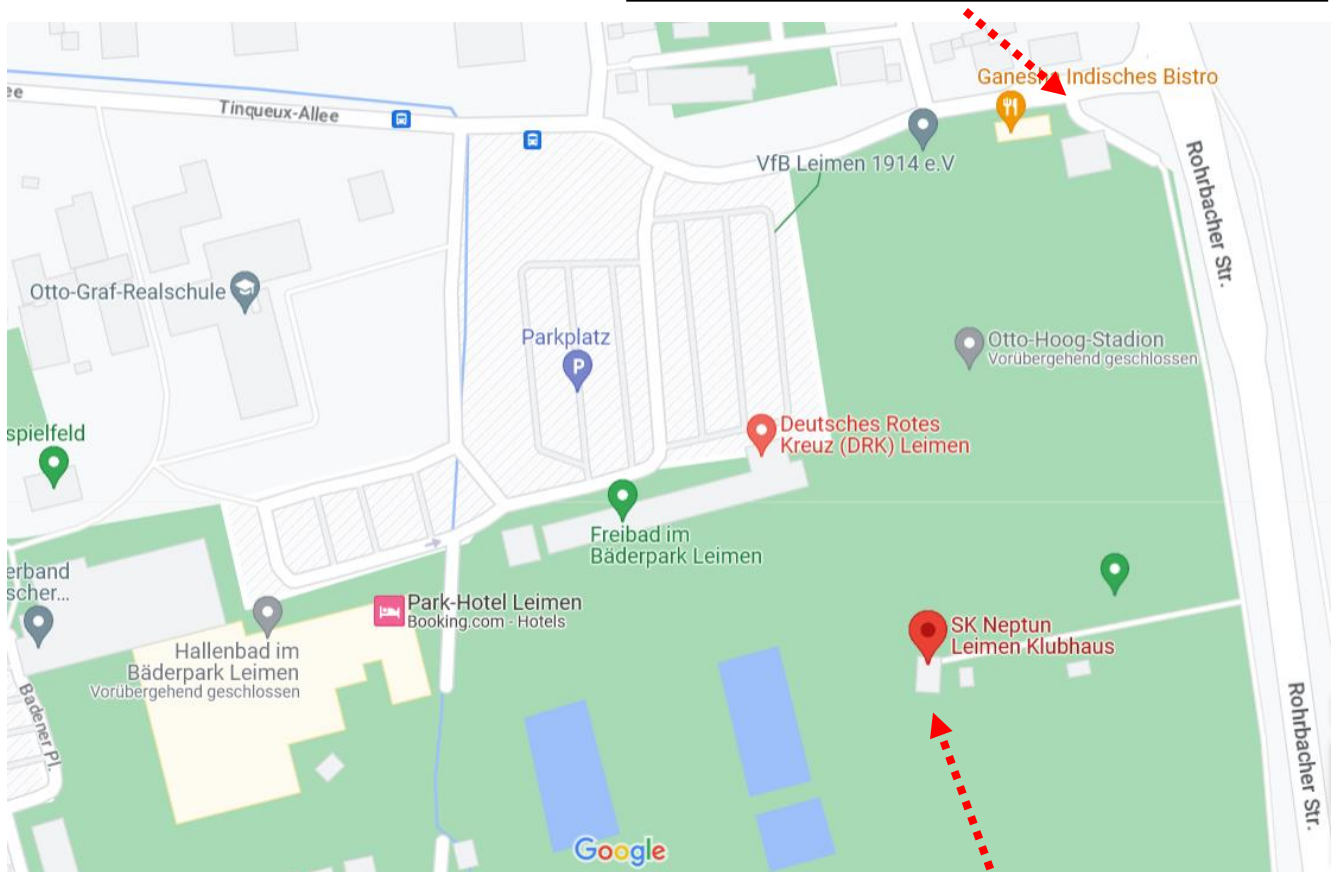 ee
Tinqueux-Allee
Ganesha Indisches Bistro
VfB Leimen 1914 e.V
Rohrbacher Str.
Otto-Graf-Realschule
Parkplatz
P
Otto-Hoog-Stadion
Vorübergehend geschlossen
Deutsches Rotes
Kreuz (DRK) Leimen
spielfeld
Freibad im
Bäderpark Leimen
erband
scher...
Park-Hotel Leimen
Booking.com - Hotels
SK Neptun
Leimen Klubhaus
Hallenbad im
Bäderpark Leimen
Vorübergehend geschlossen
Badener Pl.
Rohrbacher Str.
Google